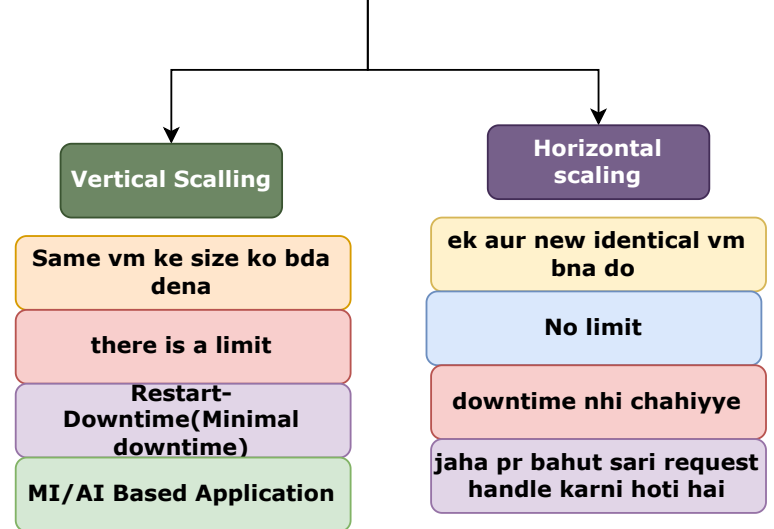 Vertical Scalling
Same vm ke size ko bda
dena
there is a limit
Restart-
Downtime(Minimal
downtime)
MI/AI Based Application
Horizontal
scaling
ek aur new identical vm
bna do
No limit
downtime nhi chahiyye
jaha pr bahut sari request
handle karni hoti hai